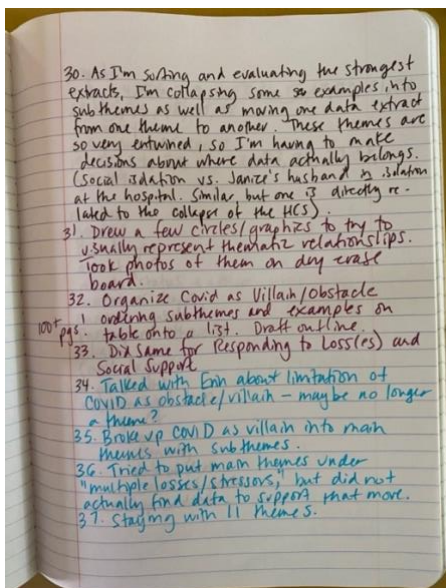 30. As I'm sorting and evaluating the strongest
extracts, I'm collapsing some examples into
subthemes as well as moving one data extract
from one theme to another. These themes are
so very entwined, so I'm having to make
decisions about where data actually belongs.
(Social isolation vs. Janize's husband in isolation
at the hospital. Similar, but one is directly re-
lated to the collapse of the HCS).
31. Drew a few circles/graphics to try to
visually represent thematic relationships.
Took photos of them on dry erase
board.
32. Organize Covid as Villain/Obstacle
100+ pgs. ordering subthemes and examples on
table onto a list. Draft outline.
33. Did same for Responding to Loss(es) and
Social Support
34. Talked with Erin about limitation of
COVID as obstacle/villain – maybe no longer
a theme?
35. Broke up COVID as villain into main
themes with subthemes.
36. Tried to put main themes under
"multiple losses/stressors," but did not
actually find data to support that move.
37. Staying with 11 themes.